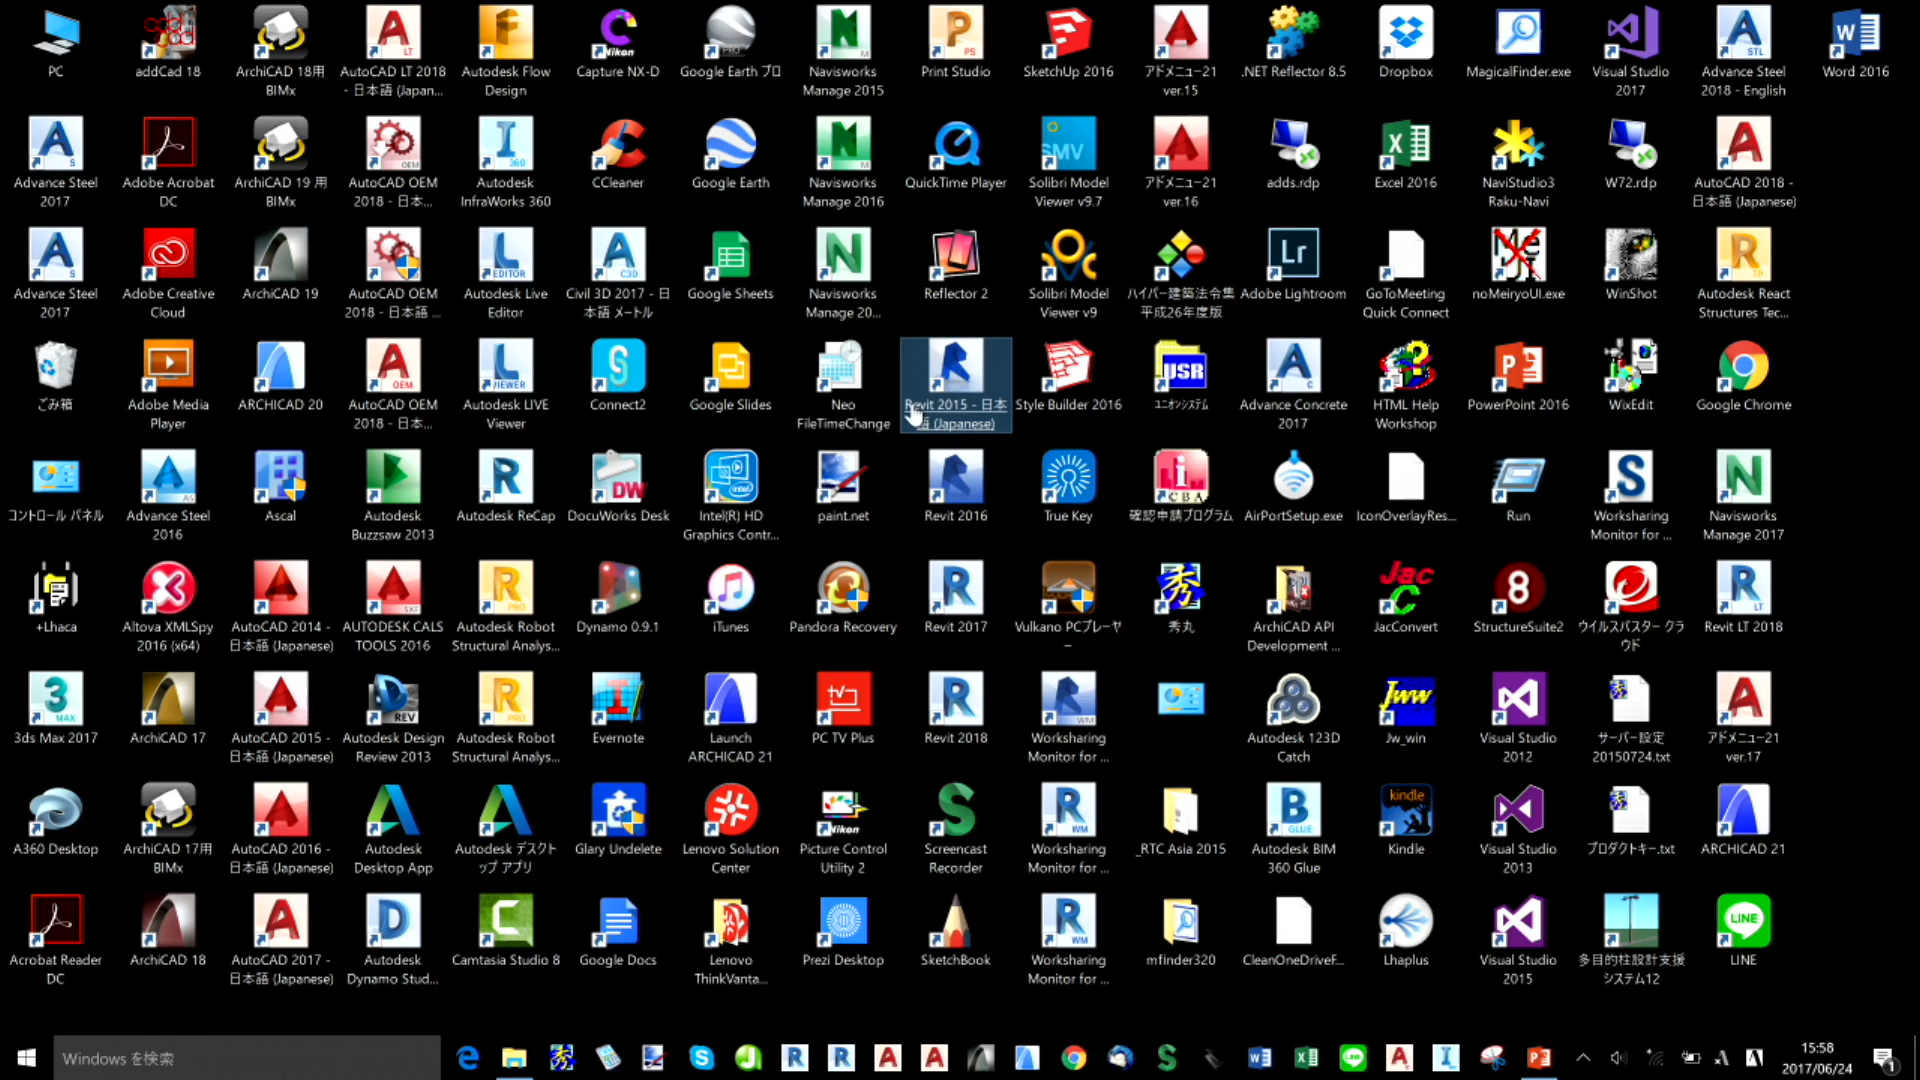 PC
addCad 18
ArchiCAD 18用
BIMx
AutoCAD LT 2018
- 日本語 (Japan...
Autodesk Flow
Design
Capture NX-D
Google Earth プロ
Navisworks
Manage 2015
Print Studio
SketchUp 2016
アドメニュー21
ver.15
.NET Reflector 8.5
Dropbox
MagicalFinder.exe
Visual Studio
2017
Advance Steel
2018 - English
Word 2016
Advance Steel
2017
Adobe Acrobat
DC
ArchiCAD 19 用
BIMx
AutoCAD OEM
2018 - 日本...
Autodesk
InfraWorks 360
CCleaner
Google Earth
Navisworks
Manage 2016
QuickTime Player
Solibri Model
Viewer v9.7
アドメニュー21
ver.16
adds.rdp
Excel 2016
NaviStudio3
Raku-Navi
W72.rdp
AutoCAD 2018 -
日本語 (Japanese)
Advance Steel
2017
Adobe Creative
Cloud
ArchiCAD 19
AutoCAD OEM
2018 - 日本語 ...
Autodesk Live
Editor
Civil 3D 2017 - 日
本語 メートル
Google Sheets
Navisworks
Manage 20...
Reflector 2
Solibri Model
Viewer v9
ハイパー建築法令集
平成26年度版
Adobe Lightroom
GoToMeeting
Quick Connect
noMeiryoUI.exe
WinShot
Autodesk React
Structures Tec...
ごみ箱
Adobe Media
Player
ARCHICAD 20
AutoCAD OEM
2018 - 日本...
Autodesk LIVE
Viewer
Connect2
Google Slides
Neo
FileTimeChange
Revit 2015 - 日本
語 (Japanese)
Style Builder 2016
ユニオンシステム
Advance Concrete
2017
HTML Help
Workshop
PowerPoint 2016
WixEdit
Google Chrome
コントロール パネル
Advance Steel
2016
Ascal
Autodesk
Buzzsaw 2013
Autodesk ReCap
DocuWorks Desk
Intel(R) HD
Graphics Contr...
paint.net
Revit 2016
True Key
確認申請プログラム
AirPortSetup.exe
IconOverlayRes...
Run
Worksharing
Monitor for ...
Navisworks
Manage 2017
+Lhaca
Altova XMLSpy
2016 (x64)
AutoCAD 2014 -
日本語 (Japanese)
AUTODESK CALS
TOOLS 2016
Autodesk Robot
Structural Analys...
Dynamo 0.9.1
iTunes
Pandora Recovery
Revit 2017
Vulkano PCプレーヤ
ー
秀丸
ArchiCAD API
Development ...
JacConvert
StructureSuite2
ウイルスバスター クラ
ウド
Revit LT 2018
3ds Max 2017
ArchiCAD 17
AutoCAD 2015 -
日本語 (Japanese)
Autodesk Design
Review 2013
Autodesk Robot
Structural Analys...
Evernote
Launch
ARCHICAD 21
PC TV Plus
Revit 2018
Worksharing
Monitor for ...
Autodesk 123D
Catch
Jw_win
Visual Studio
2012
サーバー設定
20150724.txt
アドメニュー21
ver.17
A360 Desktop
ArchiCAD 17用
BIMx
AutoCAD 2016 -
日本語 (Japanese)
Autodesk
Desktop App
Autodesk デスクト
ップ アプリ
Glary Undelete
Lenovo Solution
Center
Picture Control
Utility 2
Screencast
Recorder
Worksharing
Monitor for ...
_RTC Asia 2015
Autodesk BIM
360 Glue
Kindle
Visual Studio
2013
プロダクトキー.txt
ARCHICAD 21
Acrobat Reader
DC
ArchiCAD 18
AutoCAD 2017 -
日本語 (Japanese)
Autodesk
Dynamo Stud...
Camtasia Studio 8
Google Docs
Lenovo
ThinkVanta...
Prezi Desktop
SketchBook
Worksharing
Monitor for ...
mfinder320
CleanOneDriveF...
Lhaplus
Visual Studio
2015
多目的柱設計支援
システム12
LINE
Windows を検索
15:58
2017/06/24